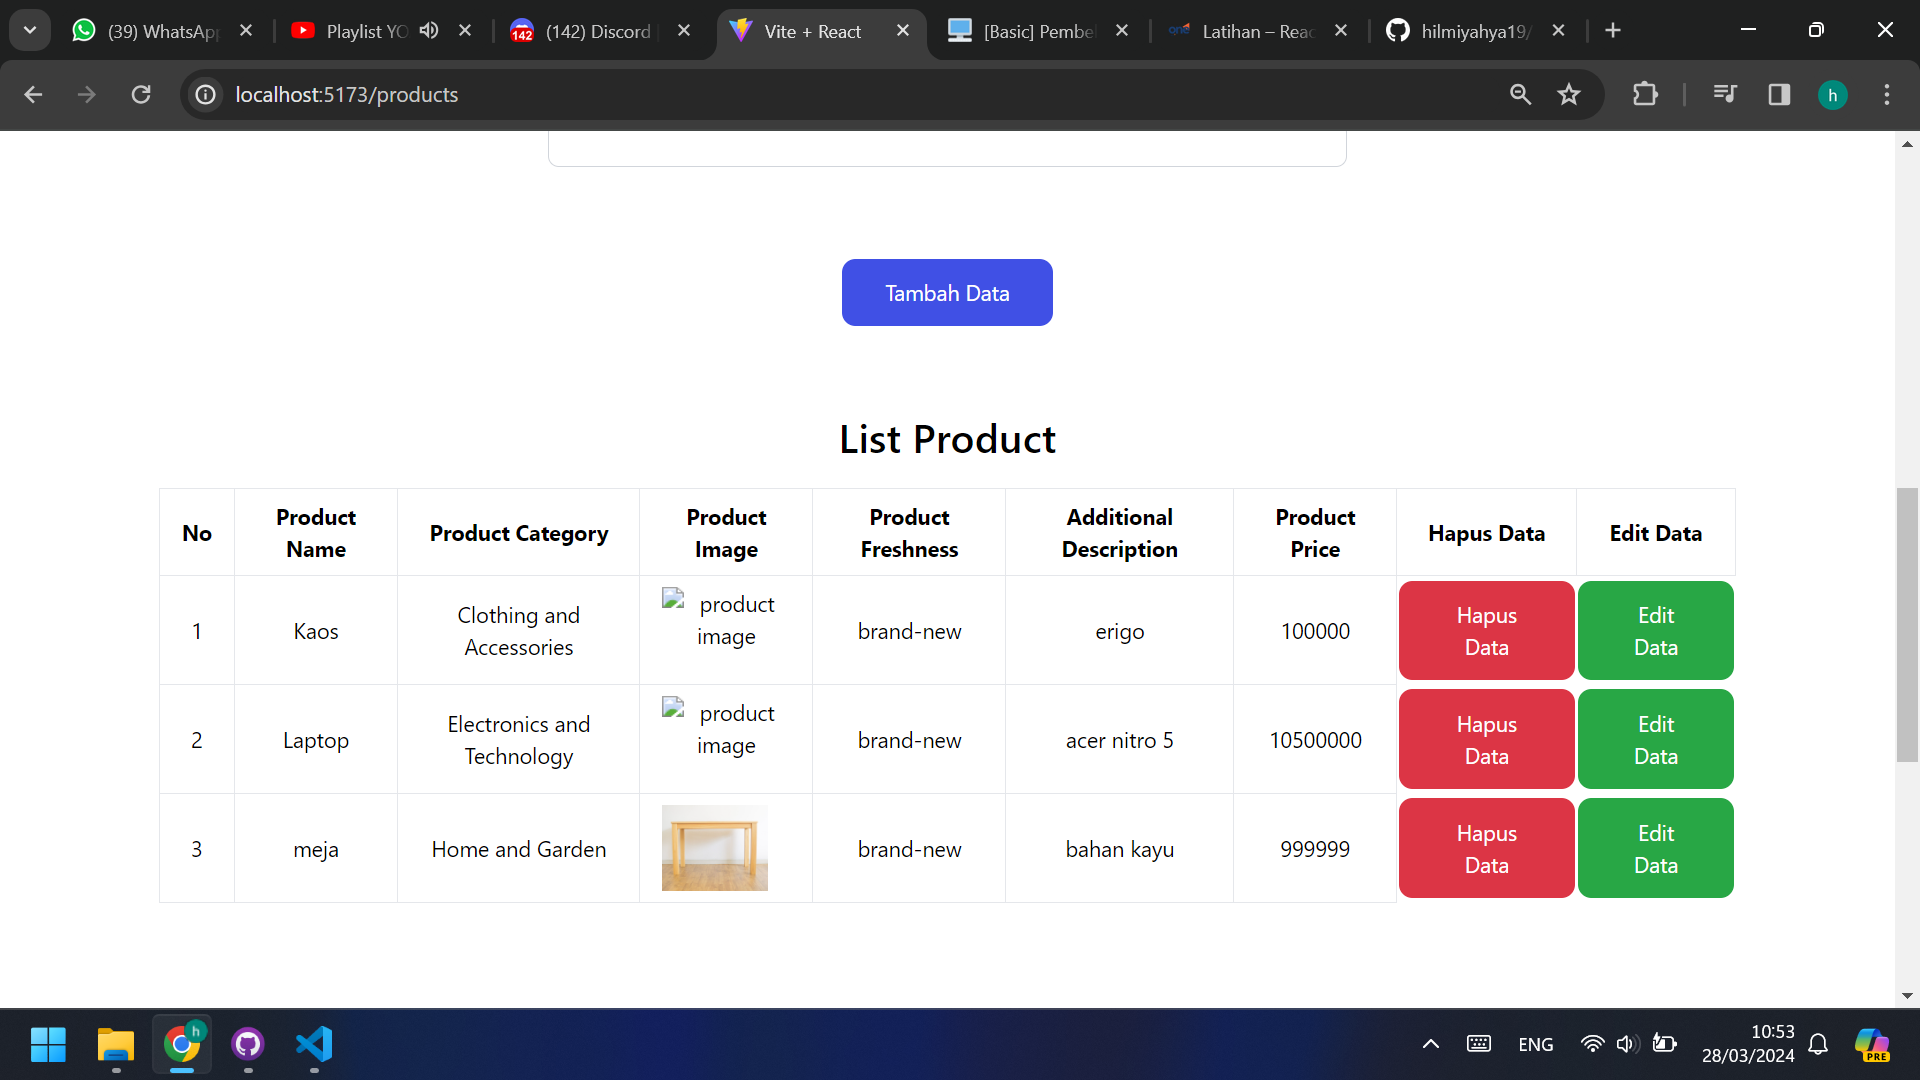 (39) WhatsApp
Playlist YO
142
(142) Discord
Vite + React
[Basic] Pembel
one
Latihan – Reac
hilmiyahya19/
localhost:5173/products
h
Tambah Data
List Product
No
Product
Name
Product Category
Product
Image
Product
Freshness
Additional
Description
Product
Price
Hapus Data
Edit Data
1
Kaos
Clothing and
Accessories
product
image
brand-new
erigo
100000
Hapus
Data
Edit
Data
2
Laptop
Electronics and
Technology
product
image
brand-new
acer nitro 5
10500000
Hapus
Data
Edit
Data
3
meja
Home and Garden
brand-new
bahan kayu
999999
Hapus
Data
Edit
Data
h
ENG
10:53
28/03/2024
PRE